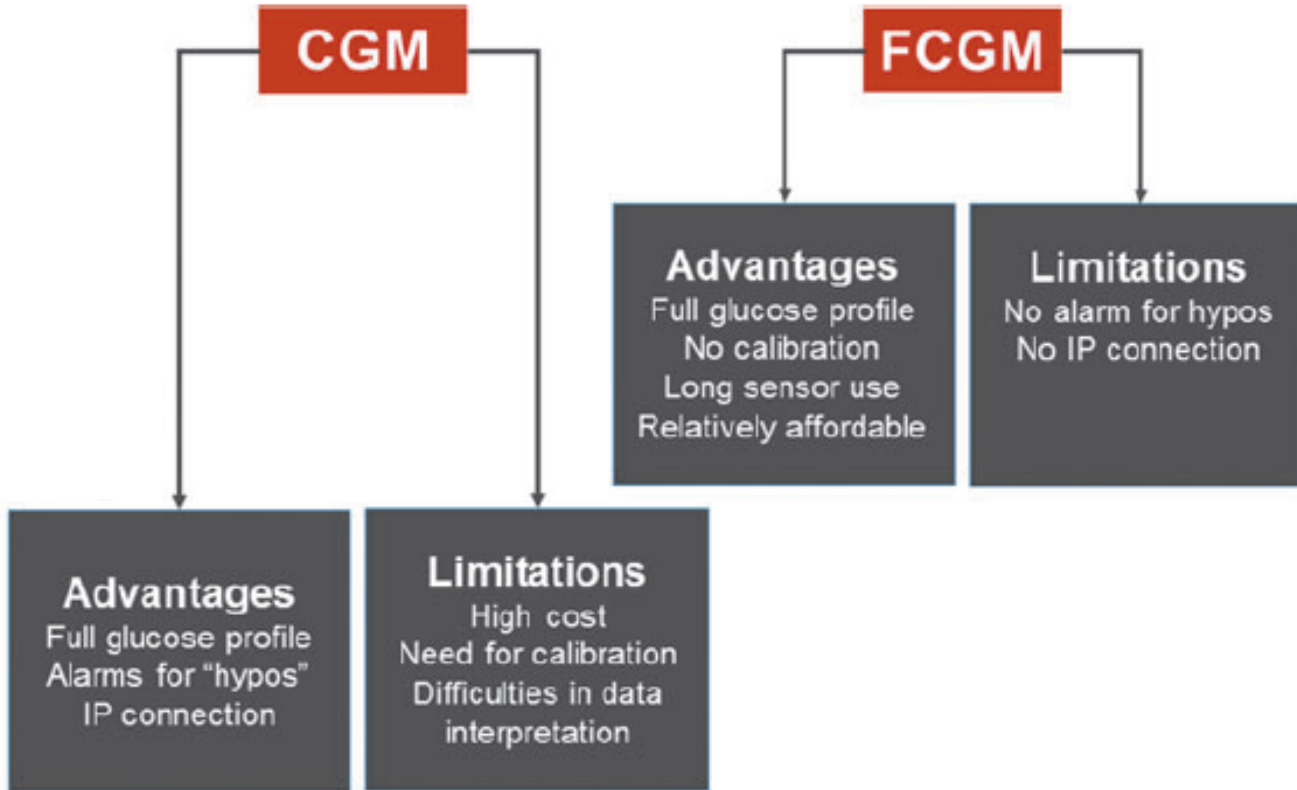 CGM
Advantages
Full glucose profile
Alarms for “hypos”
IP connection
Limitations
High cost
Need for calibration
Difficulties in data
interpretation
FCGM
Advantages
Full glucose profile
No calibration
Long sensor use
Relatively affordable
Limitations
No alarm for hypos
No IP connection